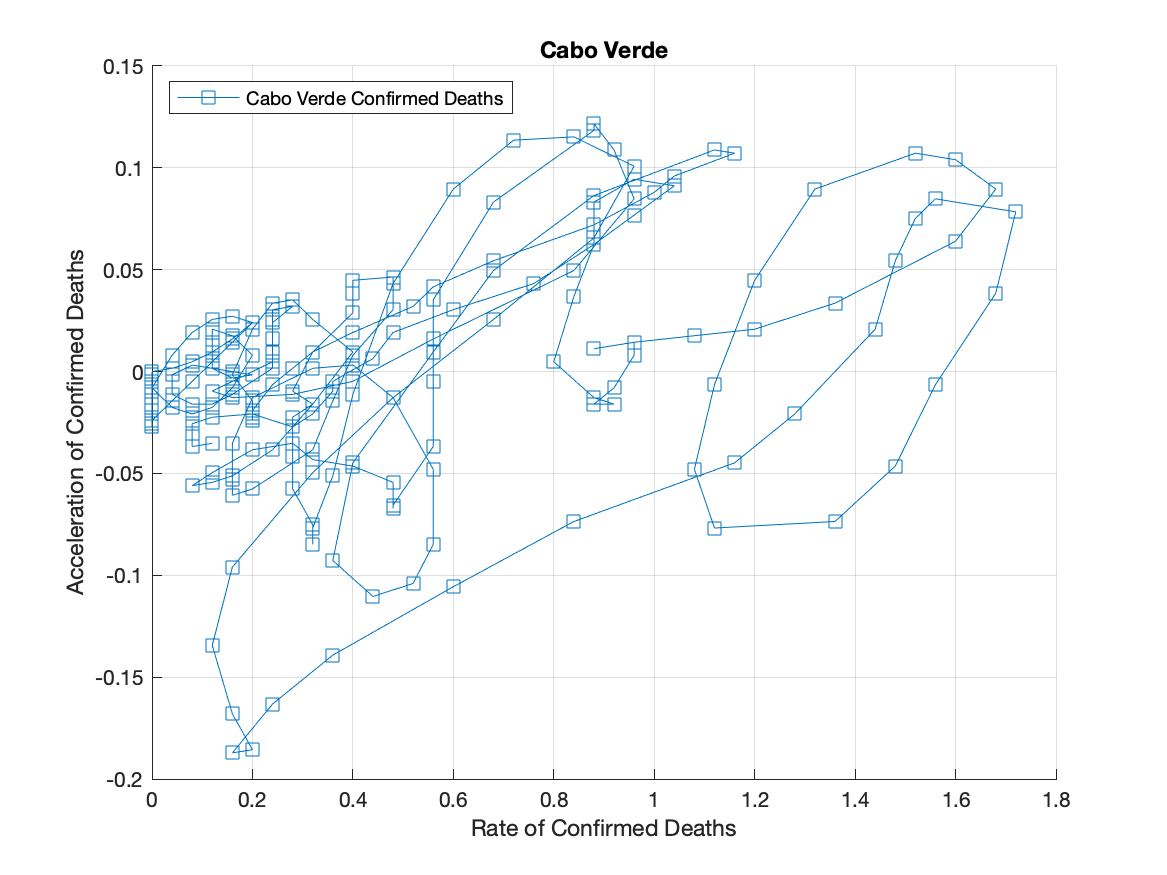 Cabo Verde
Cabo Verde Confirmed Deaths
0.15
0.1
0.05
0
-0.05
-0.1
-0.15
-0.2
0 0.2 0.4 0.6 0.8 1 1.2 1.4 1.6 1.8
Rate of Confirmed Deaths
Acceleration of Confirmed Deaths